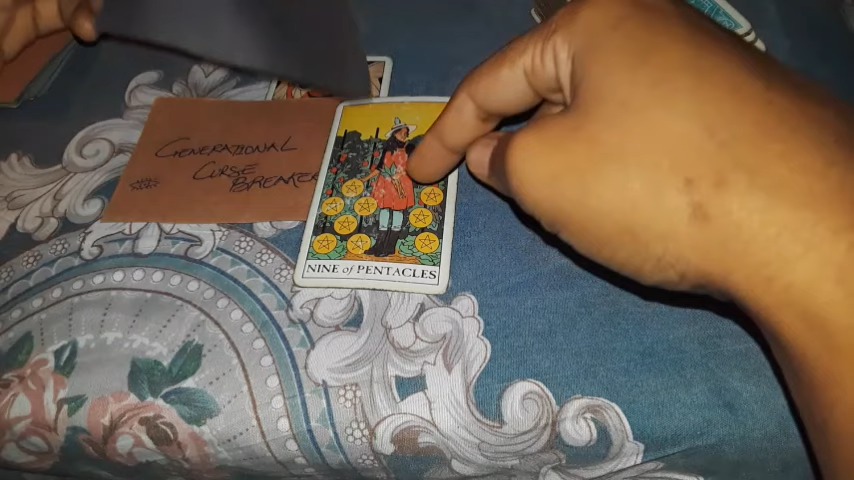 GENERATIONAL
CURSE
BREAKER
NINE of PENTACLES